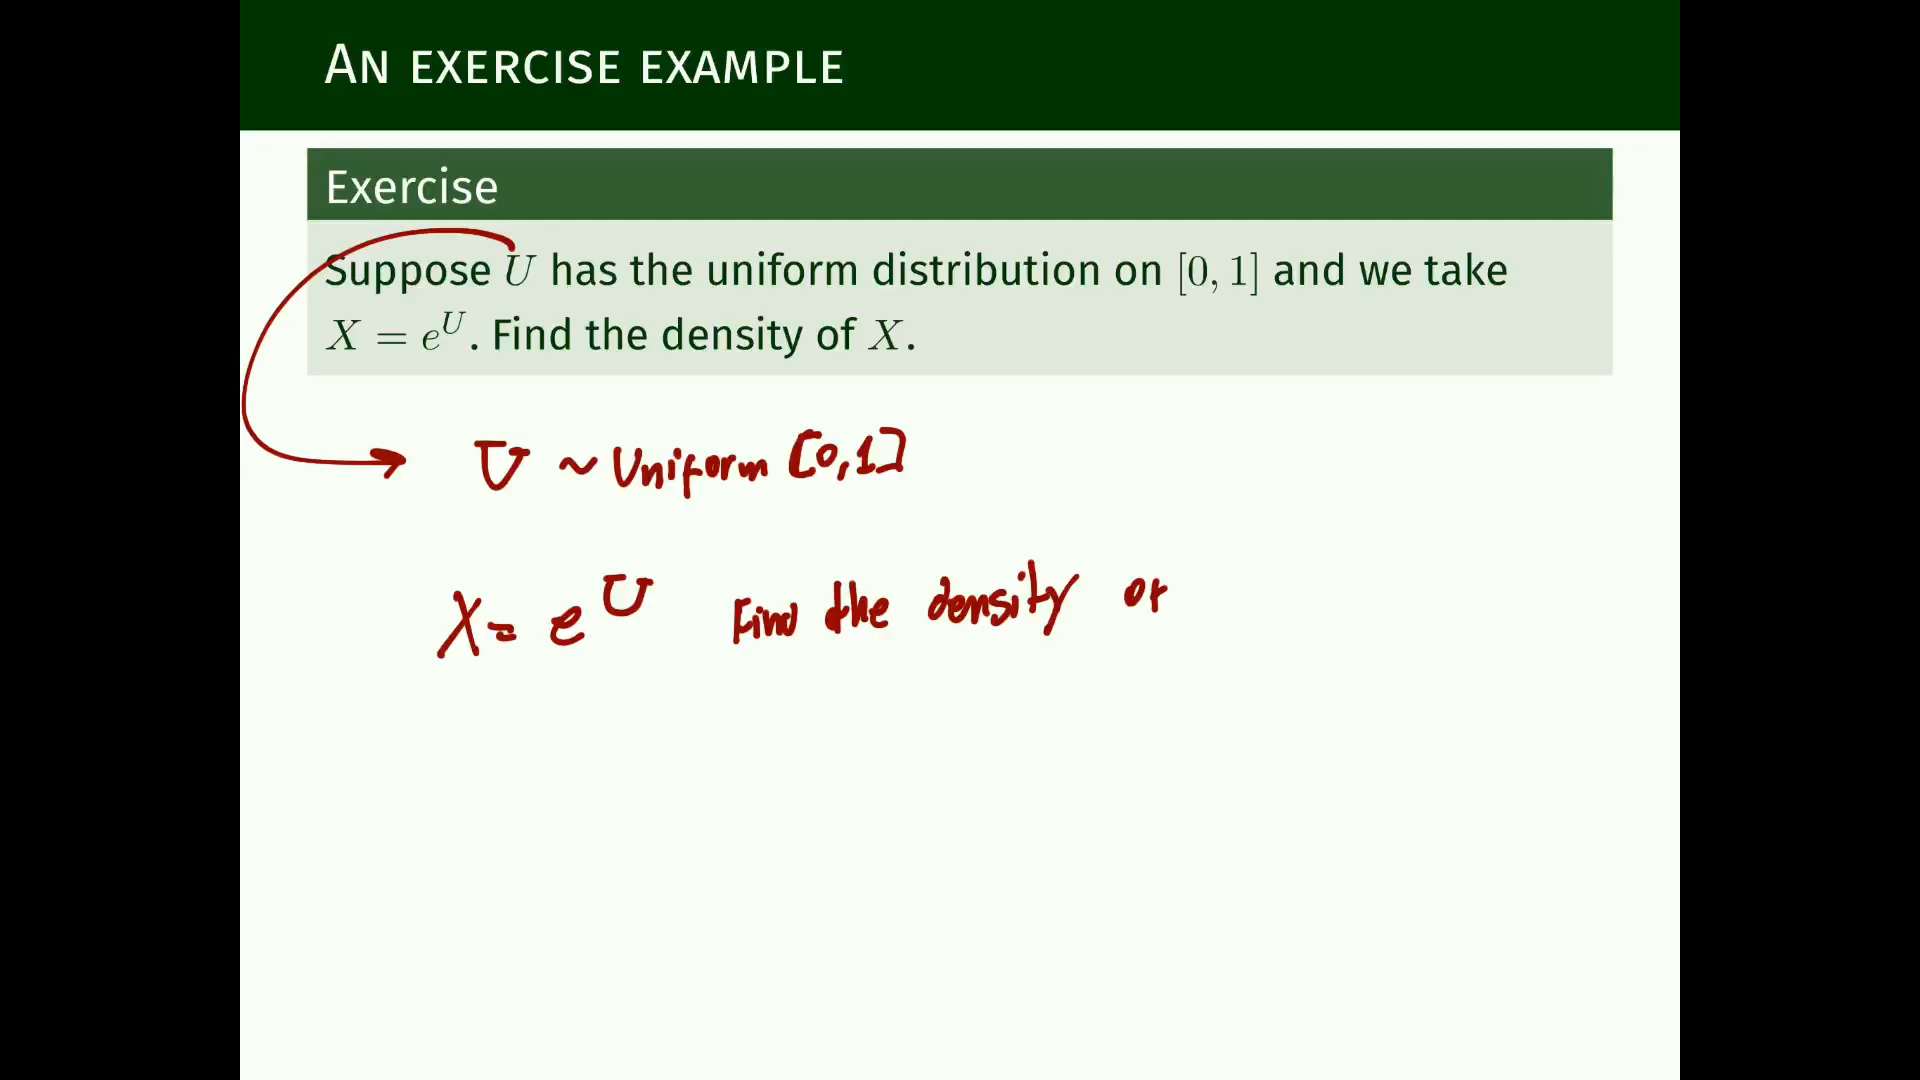 AN EXERCISE EXAMPLE
Exercise
Suppose U has the uniform distribution on [0, 1] and we take
X = e^U. Find the density of X.
U ~ Uniform [0,1]
X = e^U Find the density of